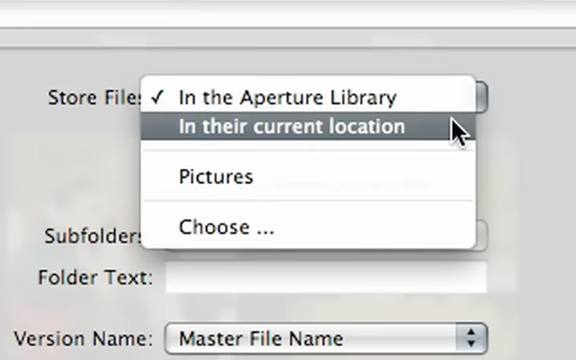 Store Files
✓ In the Aperture Library
In their current location
Pictures
Choose ...
Subfolders
Folder Text:
Version Name: Master File Name